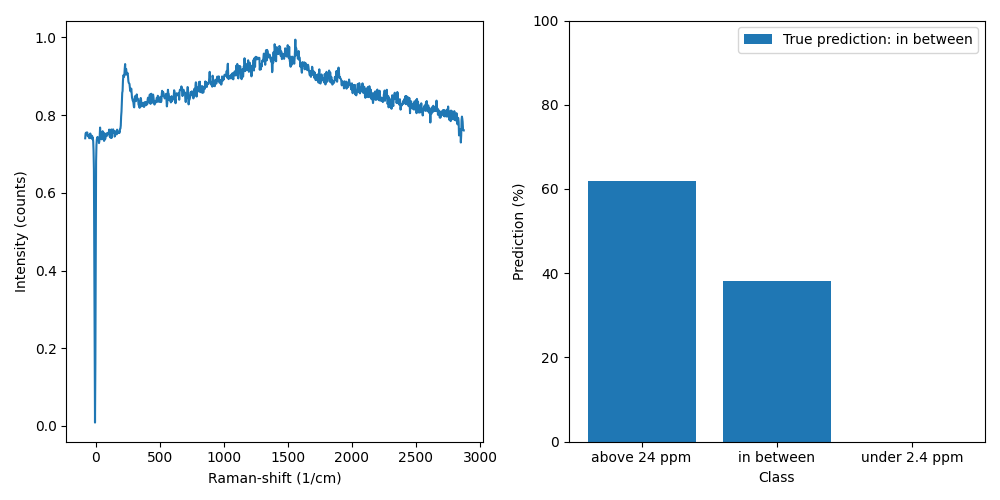 1.0
0.8
0.6
0.4
0.2
0.0
Intensity (counts)
0
500
1000
1500
2000
2500
3000
Raman-shift (1/cm)
100
80
60
40
20
0
Prediction (%)
True prediction: in between
above 24 ppm
in between
under 2.4 ppm
Class